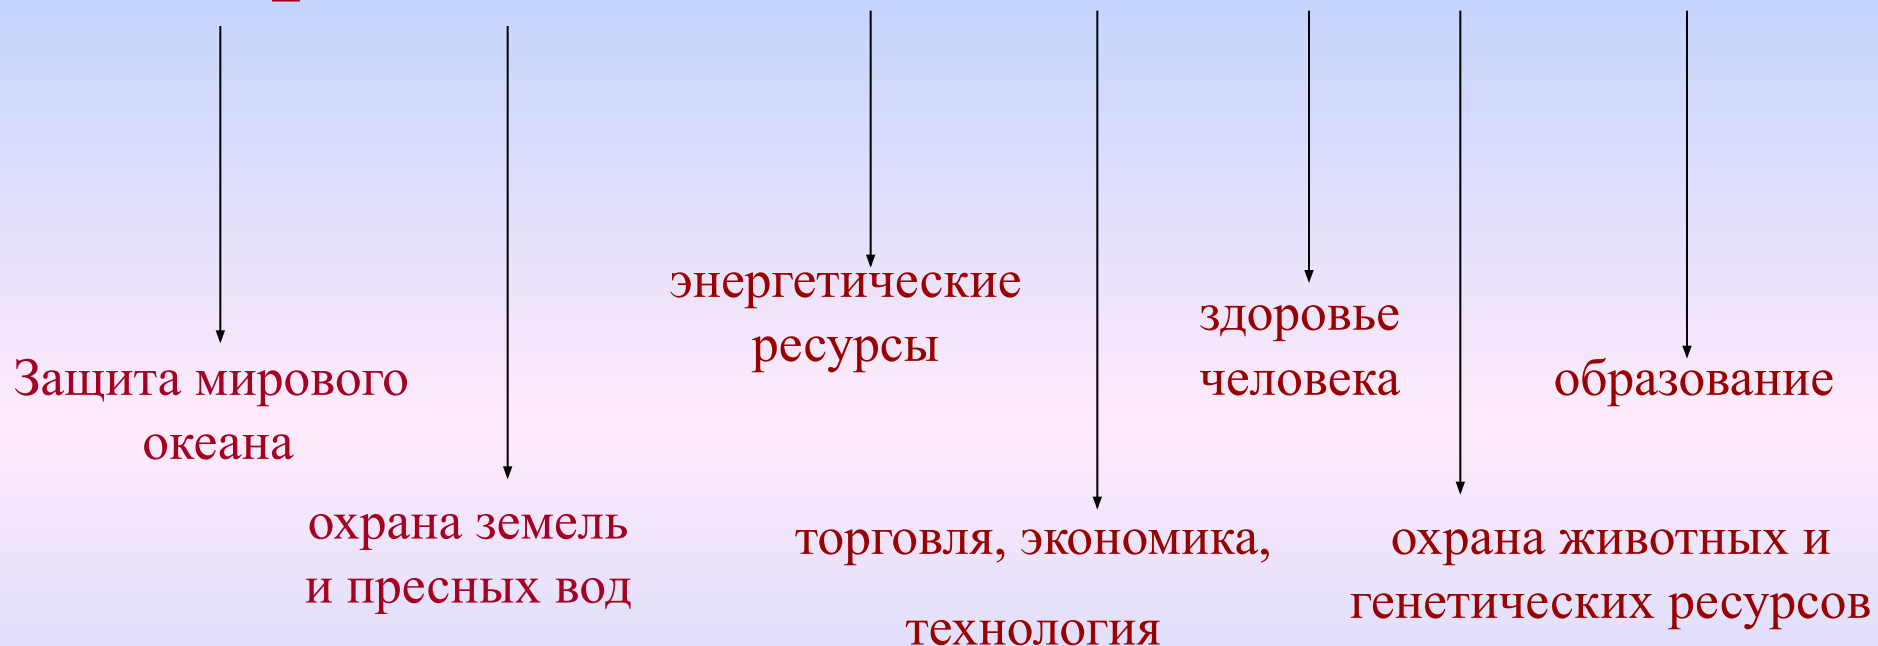 Защита мирового
океана
охрана земель
и пресных вод
энергетические
ресурсы
торговля, экономика,
технология
здоровье
человека
охрана животных и
генетических ресурсов
образование